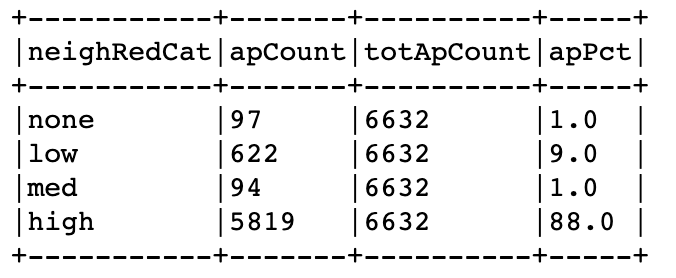 +-----------+-------+----------+-----+
|neighRedCat|apCount|totApCount|apPct|
+-----------+-------+----------+-----+
|none       |97     |6632      |1.0  |
|low        |622    |6632      |9.0  |
|med        |94     |6632      |1.0  |
|high       |5819   |6632      |88.0 |
+-----------+-------+----------+-----+